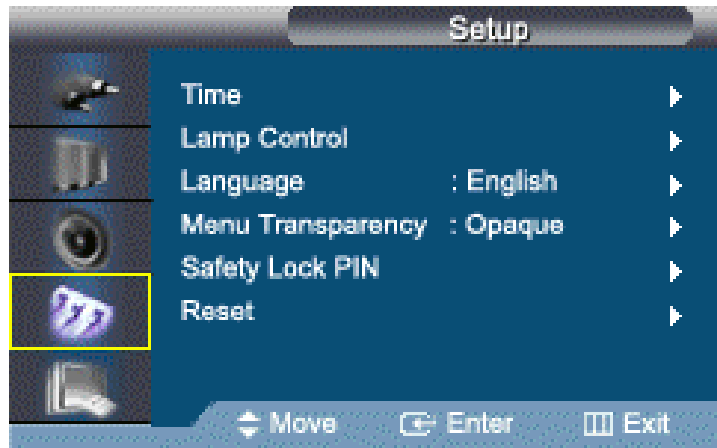 Setup
Time
Lamp Control
Language : English
Menu Transparency : Opaque
Safety Lock PIN
Reset
Move Enter Exit